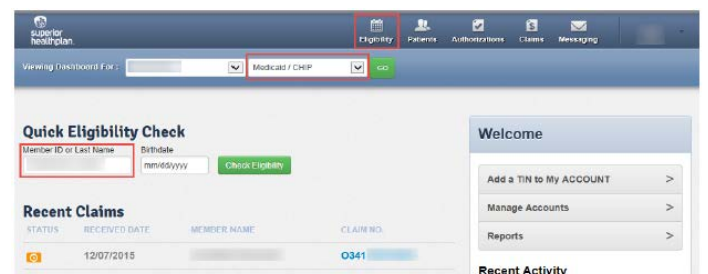 superior
healthplan.
Eligibility
Patients
Authorizations
Claims
Messaging
Viewing Dashboard For :
Medicaid / CHIP
GO
Quick Eligibility Check
Member ID or Last Name
Birthdate
mm/dd/yyyy
Check Eligibility
Recent Claims
STATUS RECEIVED DATE MEMBER NAME CLAIM NO.
12/07/2015 O341
Welcome
Add a TIN to My ACCOUNT >
Manage Accounts >
Reports >
Recent Activity